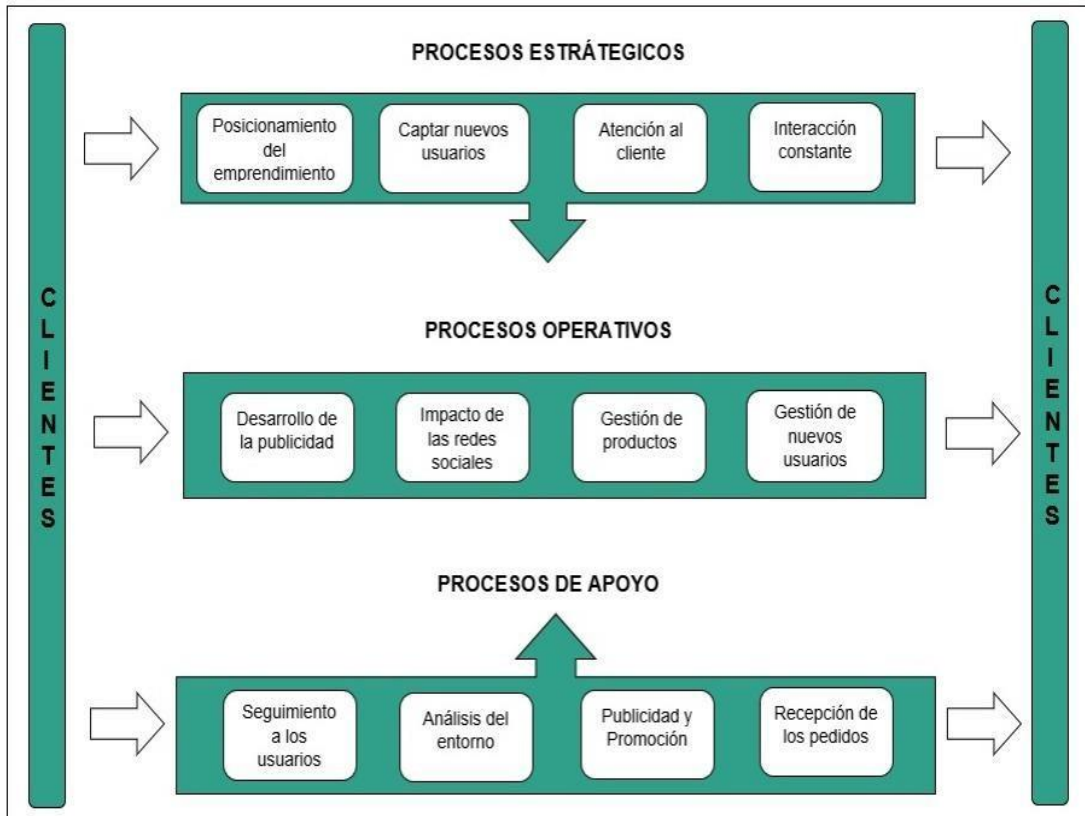 PROCESOS ESTRÁTEGICOS
Posicionamiento
del
emprendimiento
Captar nuevos
usuarios
Atención al
cliente
Interacción
constante
CLIENTES
PROCESOS OPERATIVOS
Desarrollo de
la publicidad
Impacto de
las redes
sociales
Gestión de
productos
Gestión de
nuevos
usuarios
CLIENTES
PROCESOS DE APOYO
Seguimiento
a los
usuarios
Análisis del
entorno
Publicidad y
Promoción
Recepción de
los pedidos